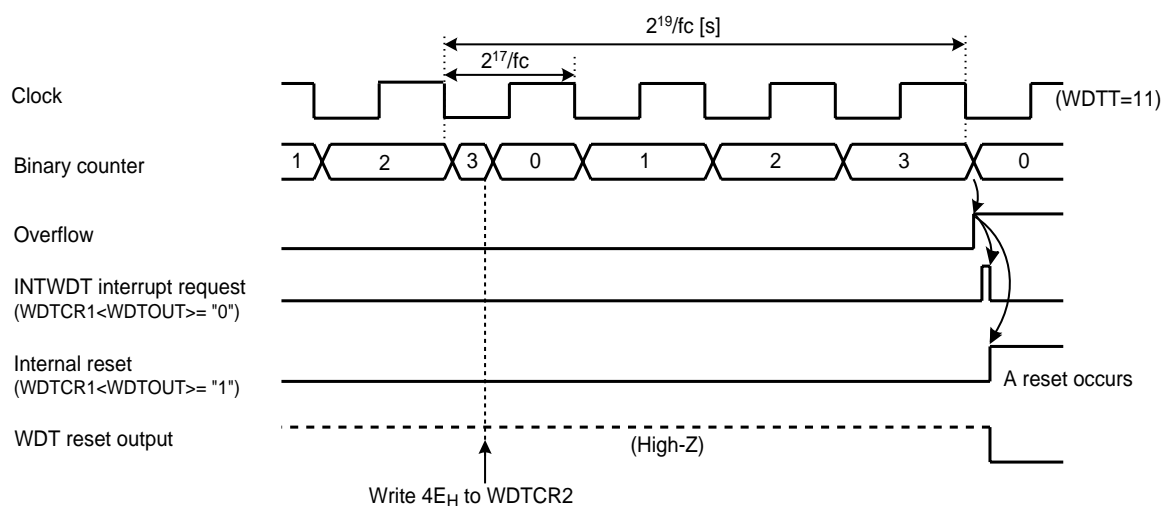 2¹⁹/fc [s]
2¹⁷/fc
Clock
(WDTT=11)
Binary counter
1 2 3 0 1 2 3 0
Overflow
INTWDT interrupt request
(WDTCR1<WDTOUT>= "0")
Internal reset
(WDTCR1<WDTOUT>= "1")
A reset occurs
WDT reset output
(High-Z)
Write 4E_H to WDTCR2